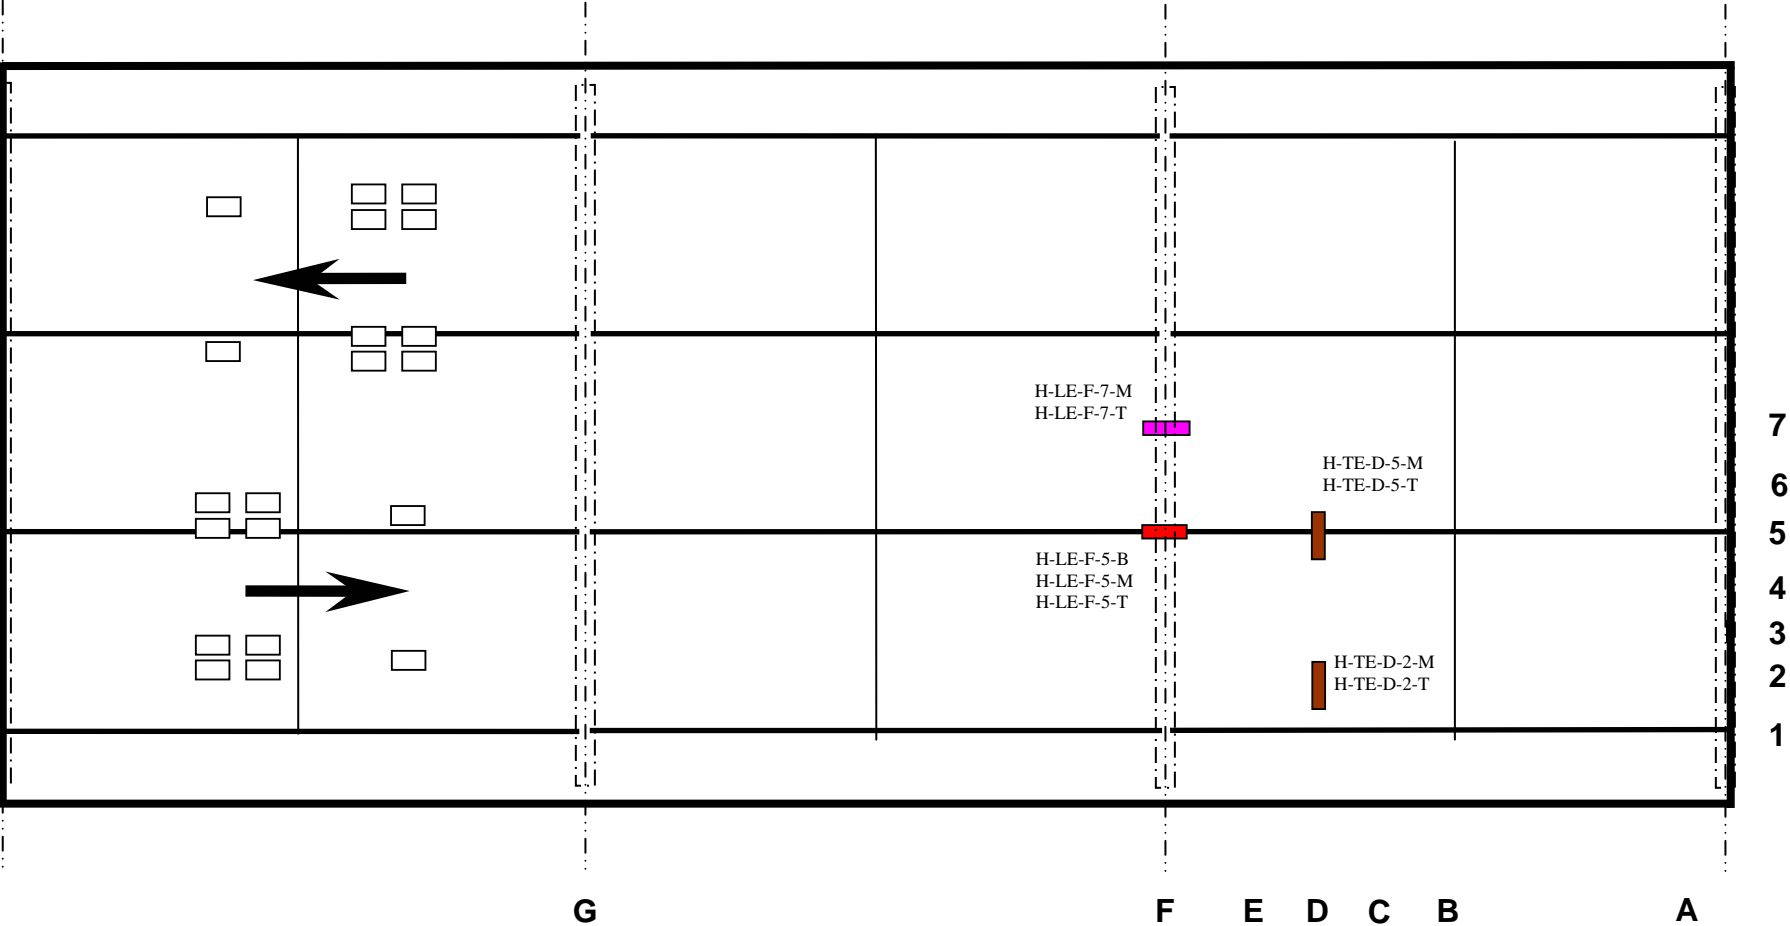 H-LE-F-7-M
H-LE-F-7-T
7
H-TE-D-5-M
H-TE-D-5-T
6
5
H-LE-F-5-B
H-LE-F-5-M
H-LE-F-5-T
4
3
H-TE-D-2-M
H-TE-D-2-T
2
1
G F E D C B A